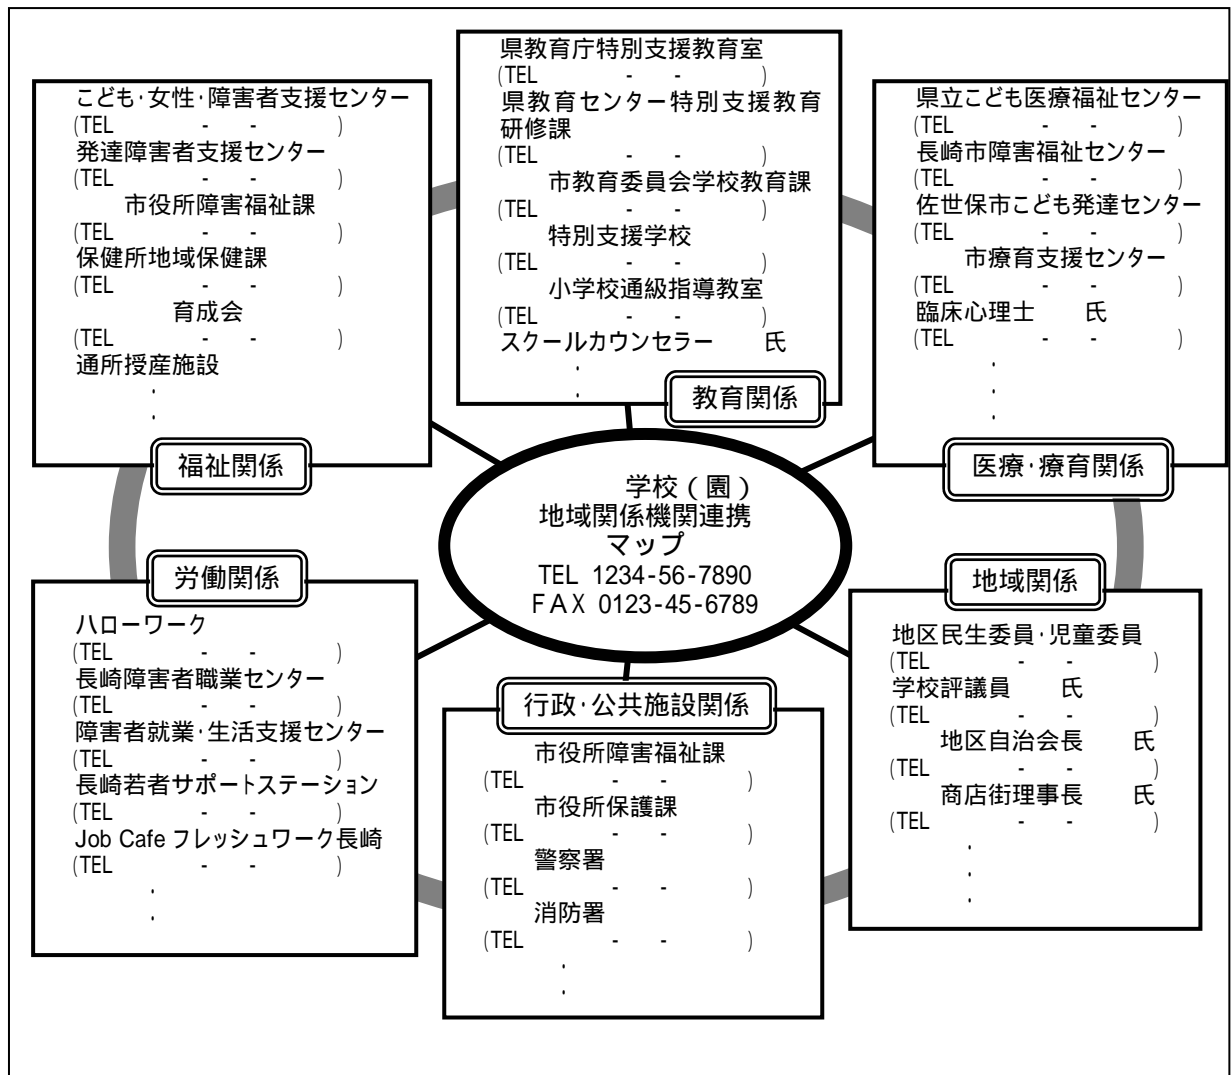 県教育庁特別支援教育室
(TEL - - )
県教育センター特別支援教育
研修課
(TEL - - )
市教育委員会学校教育課
(TEL - - )
特別支援学校
(TEL - - )
小学校通級指導教室
(TEL - - )
スクールカウンセラー 氏
・
・
教育関係
こども・女性・障害者支援センター
(TEL - - )
発達障害者支援センター
(TEL - - )
市役所障害福祉課
(TEL - - )
保健所地域保健課
(TEL - - )
育成会
(TEL - - )
通所授産施設
・
・
福祉関係
県立こども医療福祉センター
(TEL - - )
長崎市障害福祉センター
(TEL - - )
佐世保市こども発達センター
(TEL - - )
市療育支援センター
(TEL - - )
臨床心理士 氏
(TEL - - )
・
・
・
医療・療育関係
学校(園)
地域関係機関連携
マップ
TEL 1234-56-7890
FAX 0123-45-6789
労働関係
ハローワーク
(TEL - - )
長崎障害者職業センター
(TEL - - )
障害者就業・生活支援センター
(TEL - - )
長崎若者サポートステーション
(TEL - - )
Job Cafe フレッシュワーク長崎
(TEL - - )
・
・
行政・公共施設関係
市役所障害福祉課
(TEL - - )
市役所保護課
(TEL - - )
警察署
(TEL - - )
消防署
(TEL - - )
・
・
地域関係
地区民生委員・児童委員
(TEL - - )
学校評議員 氏
(TEL - - )
地区自治会長 氏
(TEL - - )
商店街理事長 氏
(TEL - - )
・
・
・